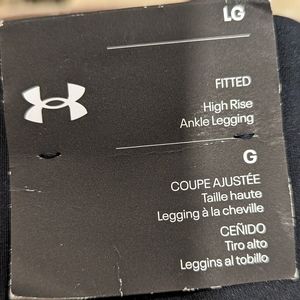 LG
FITTED
High Rise
Ankle Legging
G
COUPE AJUSTÉE
Taille haute
Legging à la cheville
CEÑIDO
Tiro alto
Leggins al tobillo